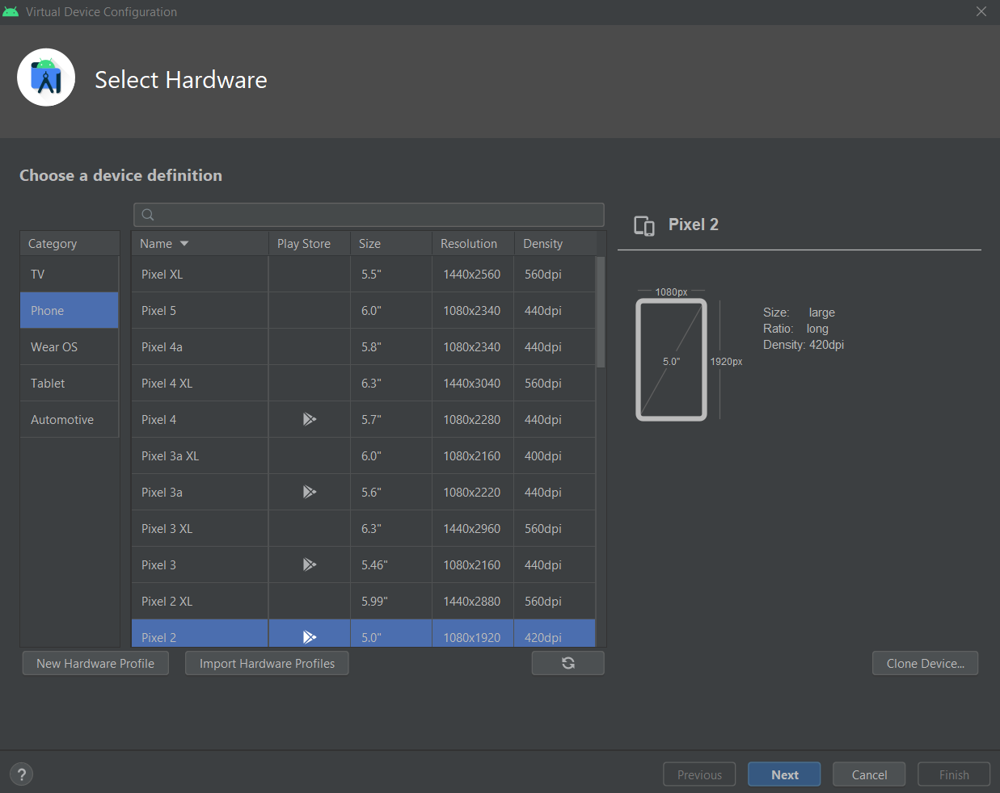 Virtual Device Configuration
Select Hardware
Choose a device definition
Category
TV
Phone
Wear OS
Tablet
Automotive
Name Play Store Size Resolution Density
Pixel XL 5.5" 1440x2560 560dpi
Pixel 5 6.0" 1080x2340 440dpi
Pixel 4a 5.8" 1080x2340 440dpi
Pixel 4 XL 6.3" 1440x3040 560dpi
Pixel 4 5.7" 1080x2280 440dpi
Pixel 3a XL 6.0" 1080x2160 400dpi
Pixel 3a 5.6" 1080x2220 440dpi
Pixel 3 XL 6.3" 1440x2960 560dpi
Pixel 3 5.46" 1080x2160 440dpi
Pixel 2 XL 5.99" 1440x2880 560dpi
Pixel 2 5.0" 1080x1920 420dpi
Pixel 2
1080px
5.0"
1920px
Size: large
Ratio: long
Density: 420dpi
New Hardware Profile Import Hardware Profiles Clone Device...
? Previous Next Cancel Finish